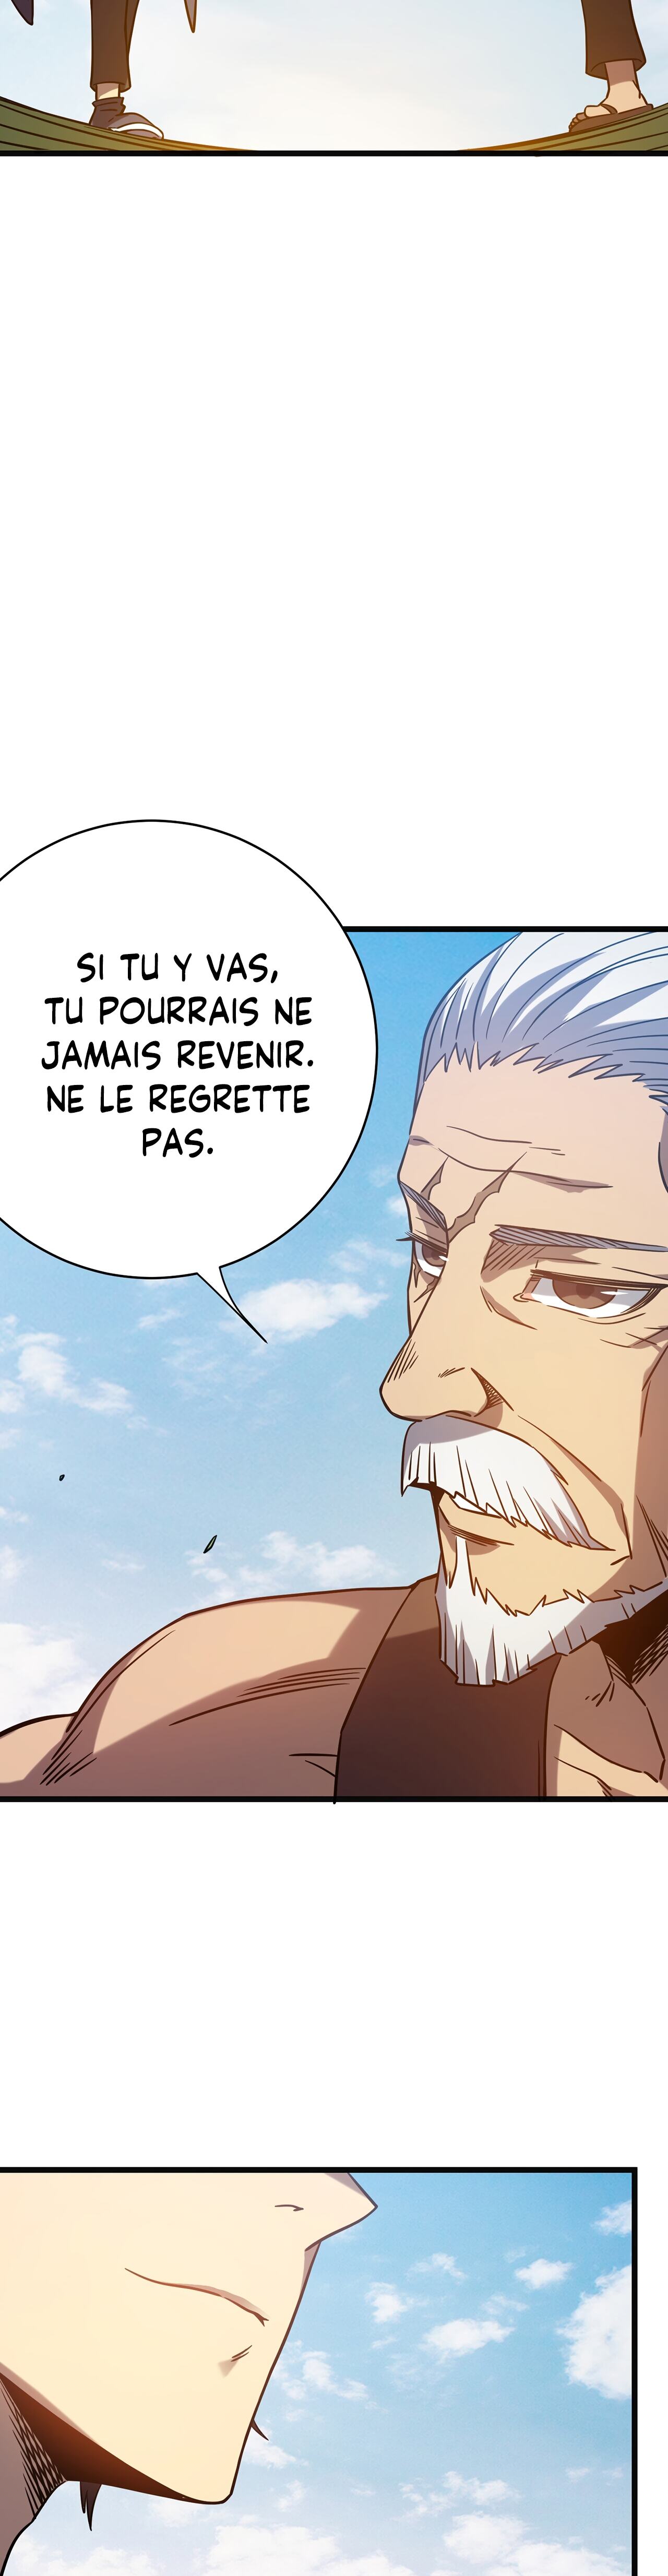 SI TU Y VAS,
TU POURRAIS NE
JAMAIS REVENIR.
NE LE REGRETTE
PAS.